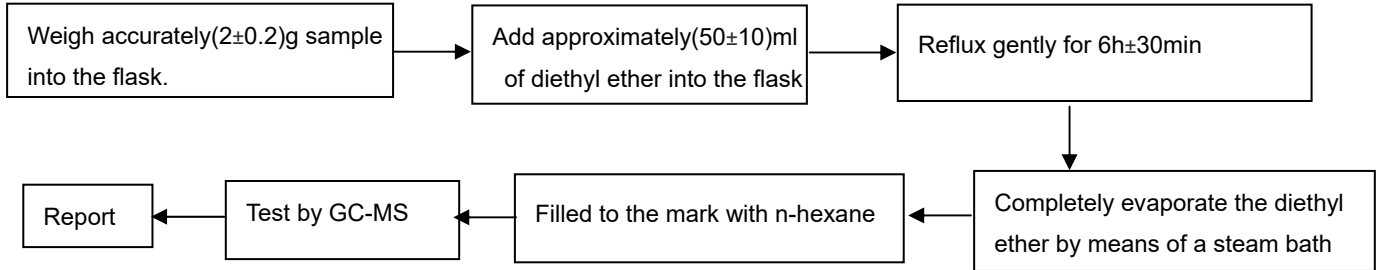 Weigh accurately(2±0.2)g sample
into the flask.
Add approximately(50±10)ml
of diethyl ether into the flask
Reflux gently for 6h±30min
Completely evaporate the diethyl
ether by means of a steam bath
Filled to the mark with n-hexane
Test by GC-MS
Report